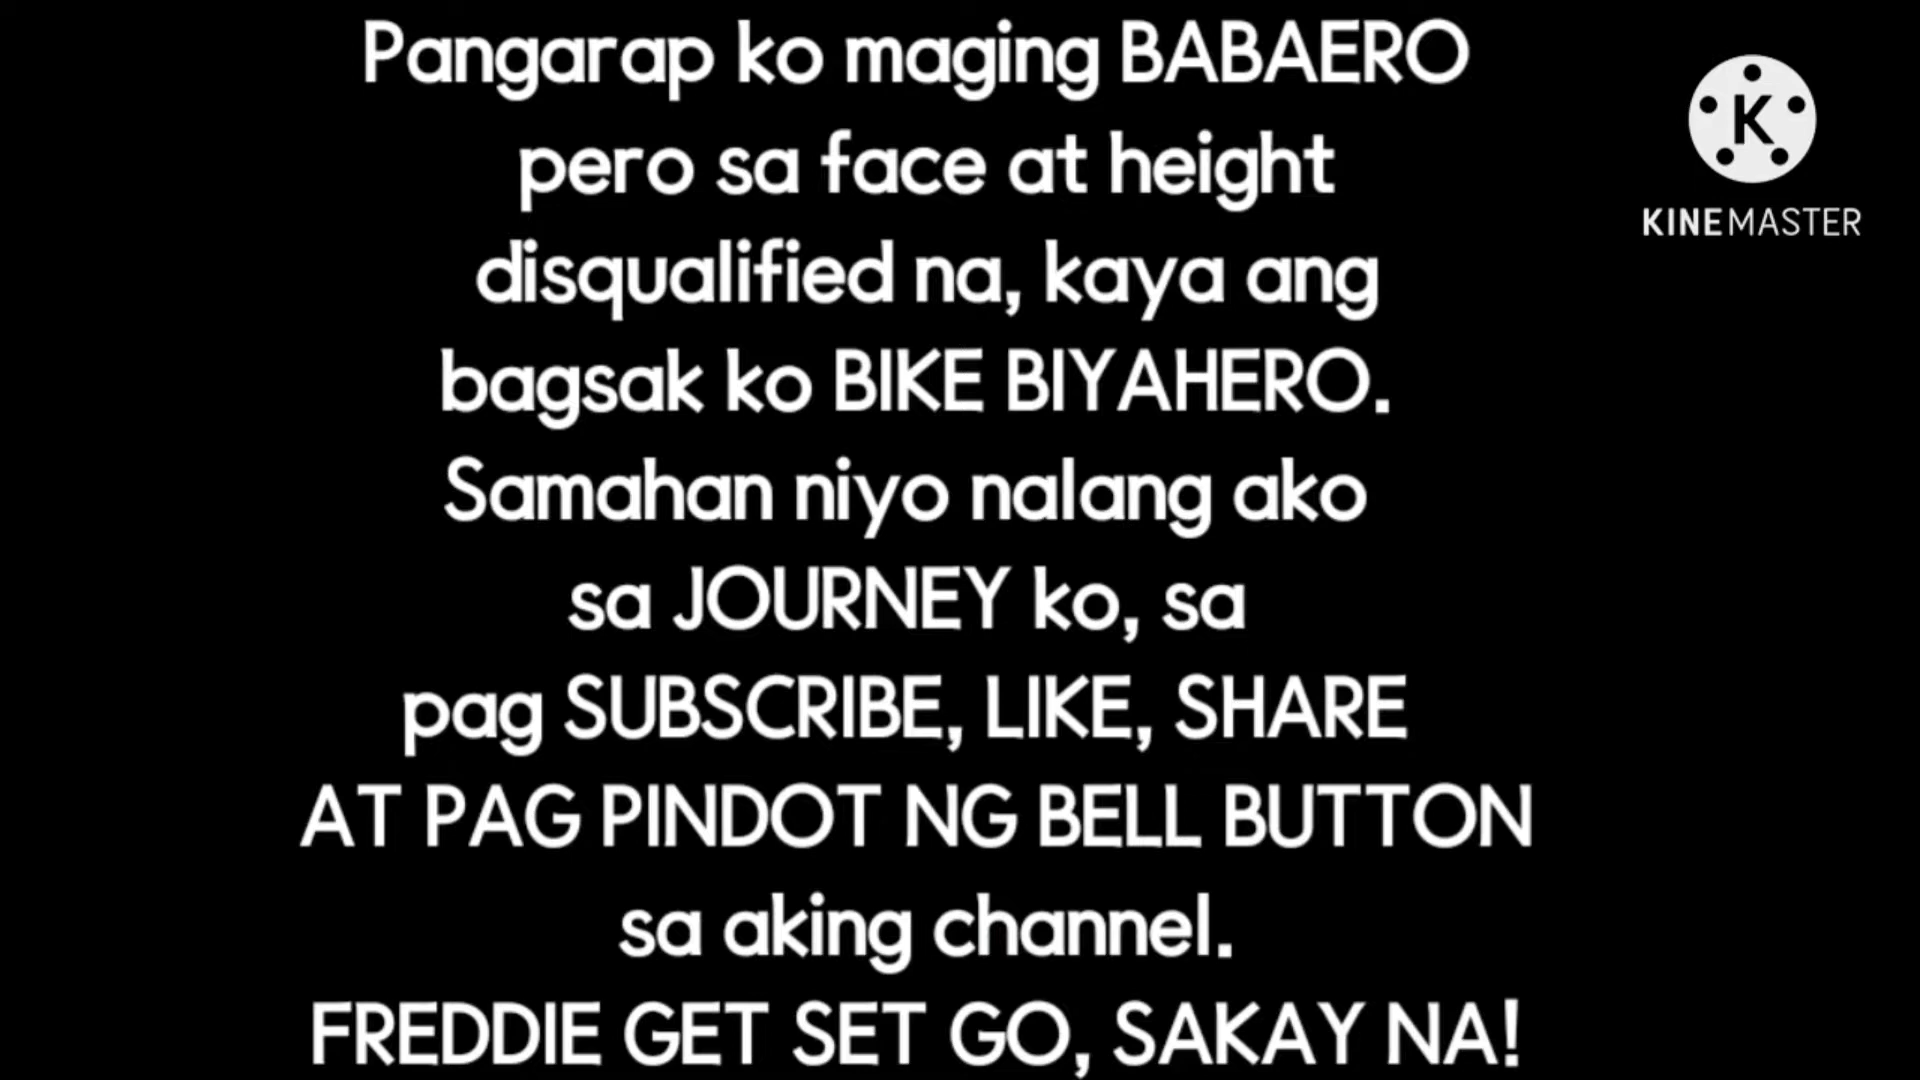 Pangarap ko maging BABAERO
pero sa face at height
disqualified na, kaya ang
bagsak ko BIKE BIYAHERO.
Samahan niyo nalang ako
sa JOURNEY ko, sa
pag SUBSCRIBE, LIKE, SHARE
AT PAG PINDOT NG BELL BUTTON
sa aking channel.
FREDDIE GET SET GO, SAKAY NA!
K
KINEMASTER